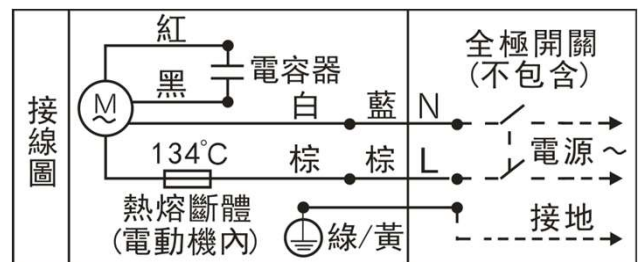 接線圖
紅
黑
電容器
M
~
白 藍 N
134°C
棕 棕 L
熱熔斷體
(電動機內)
綠/黃
全極開關
(不包含)
電源~
接地